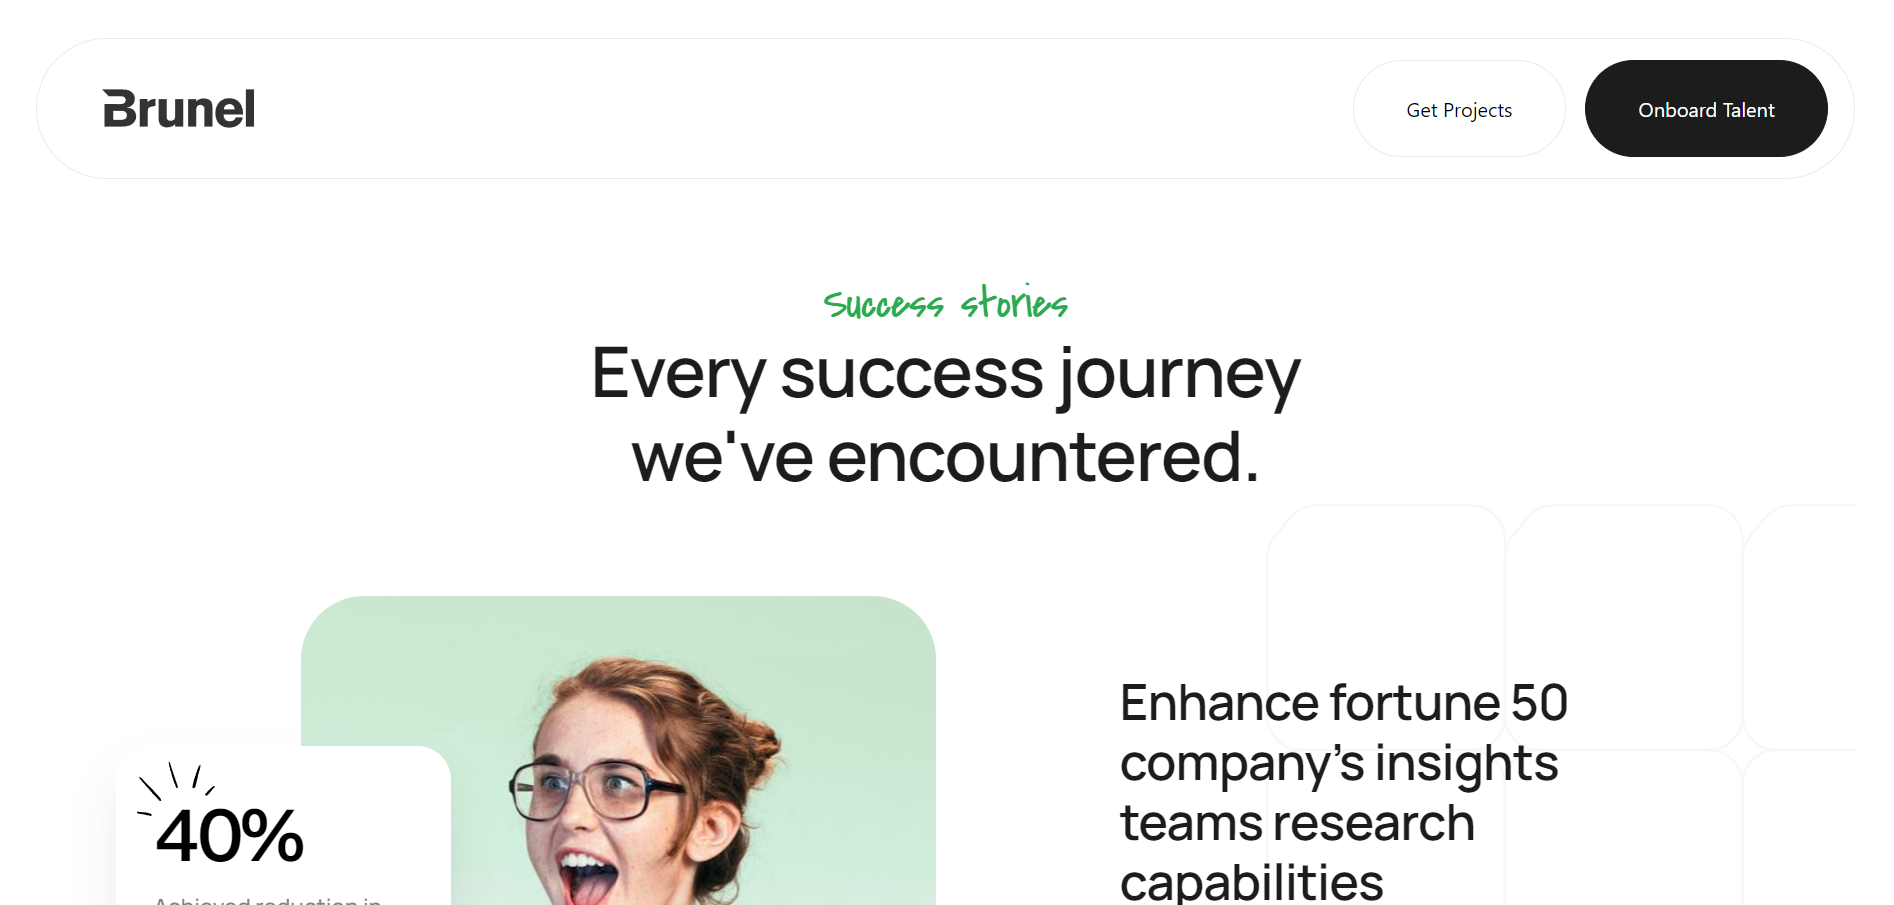 Brunel
Get Projects
Onboard Talent
Success stories
Every success journey
we've encountered.
40%
Achieved reduction in
Enhance fortune 50
company’s insights
teams research
capabilities